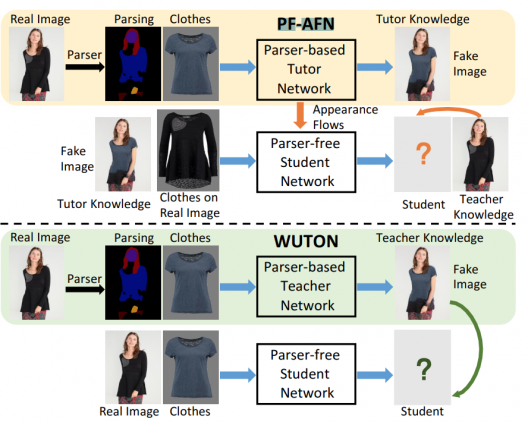 Real Image
Parsing
Clothes
PF-AFN
Tutor Knowledge
Parser
Parser-based
Tutor
Network
Fake
Image
Appearance
Flows
Fake
Image
Parser-free
Student
Network
?
Tutor Knowledge
Clothes on
Real Image
Student
Teacher
Knowledge
Real Image
Parsing
Clothes
WUTON
Teacher Knowledge
Parser
Parser-based
Teacher
Network
Fake
Image
Parser-free
Student
Network
?
Real Image
Clothes
Student